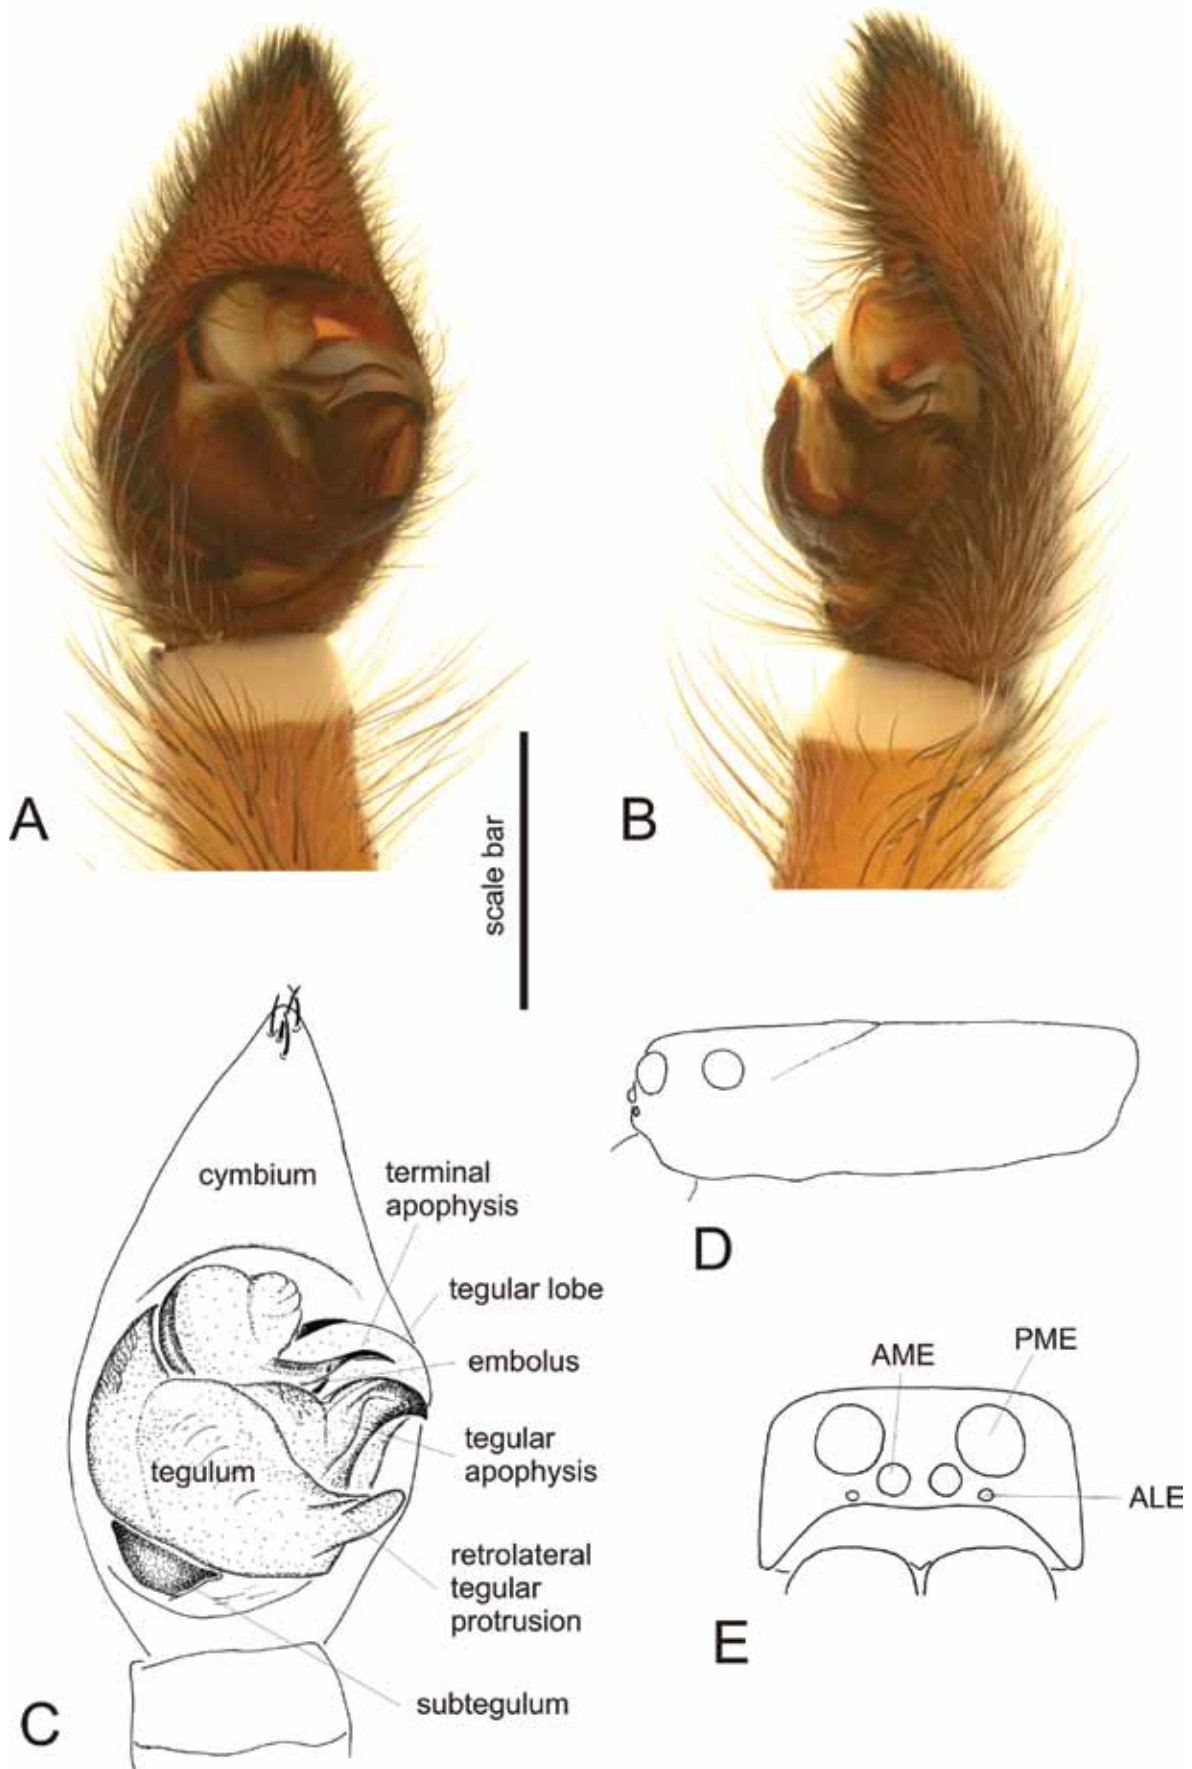 A
B
scale bar
cymbium
terminal
apophysis
tegular lobe
embolus
tegular
apophysis
tegulum
retrolateral
tegular
protrusion
subtegulum
C
D
AME
PME
ALE
E